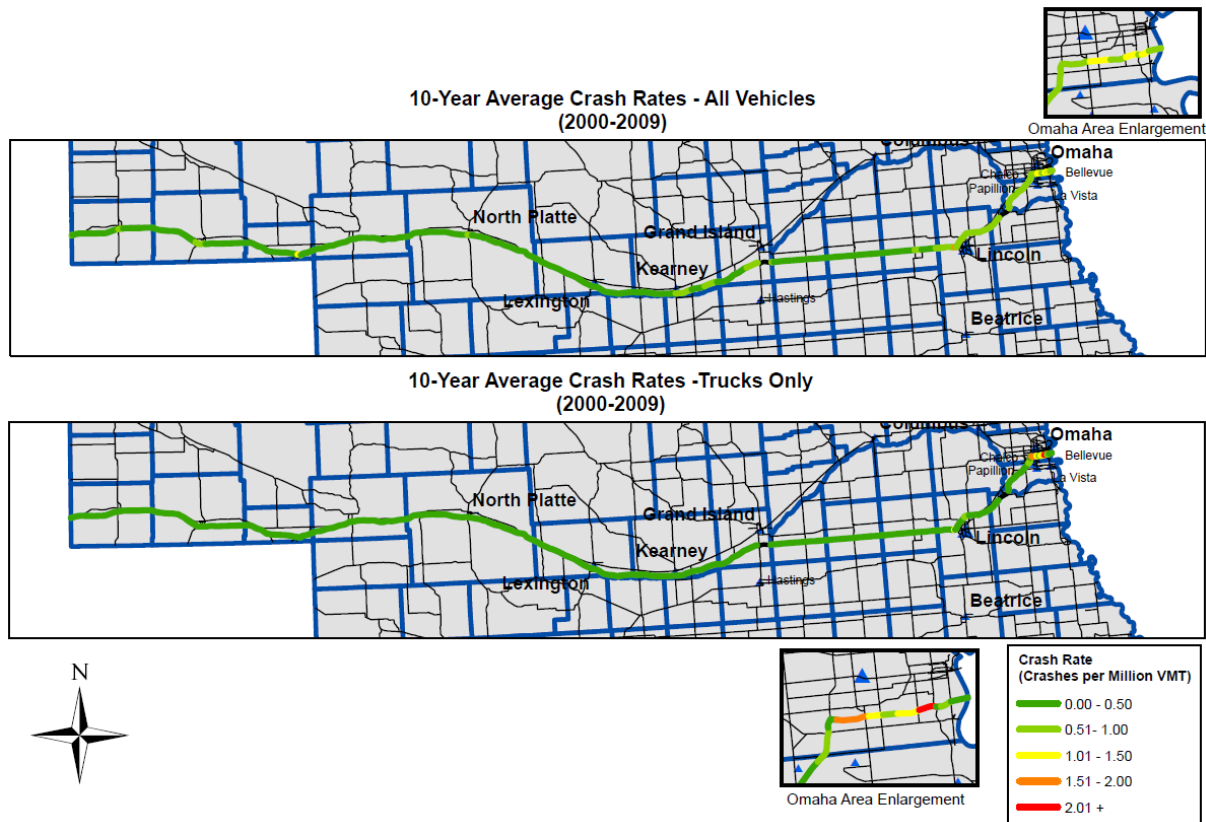 Omaha Area Enlargement
10-Year Average Crash Rates - All Vehicles
(2000-2009)
Columbus
Omaha
Chalco
Bellevue
Papillion
La Vista
North Platte
Grand Island
Kearney
Lincoln
Lexington
Hastings
Beatrice
10-Year Average Crash Rates -Trucks Only
(2000-2009)
Columbus
Omaha
Chalco
Bellevue
Papillion
La Vista
North Platte
Grand Island
Kearney
Lincoln
Lexington
Hastings
Beatrice
N
Omaha Area Enlargement
Crash Rate
(Crashes per Million VMT)
0.00 - 0.50
0.51- 1.00
1.01 - 1.50
1.51 - 2.00
2.01 +